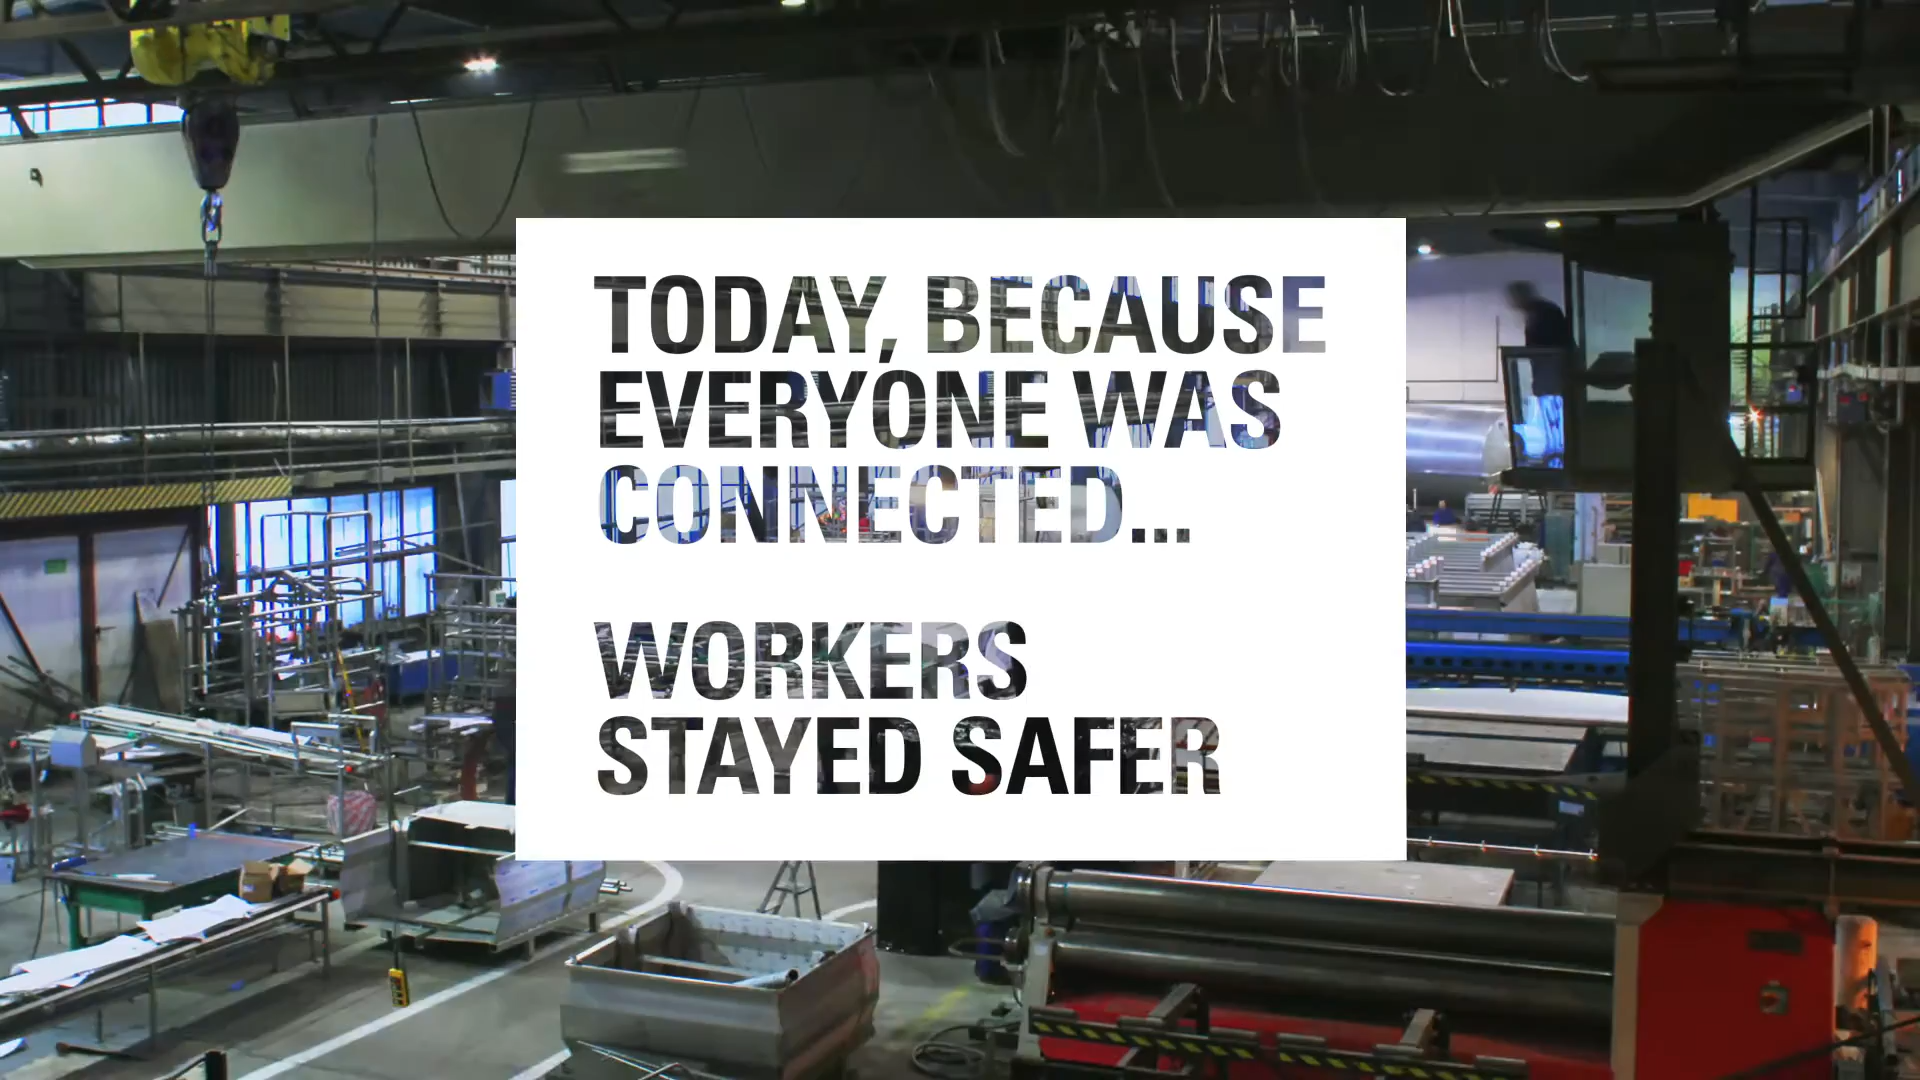 TODAY, BECAUSE
EVERYONE WAS
CONNECTED...
WORKERS
STAYED SAFER